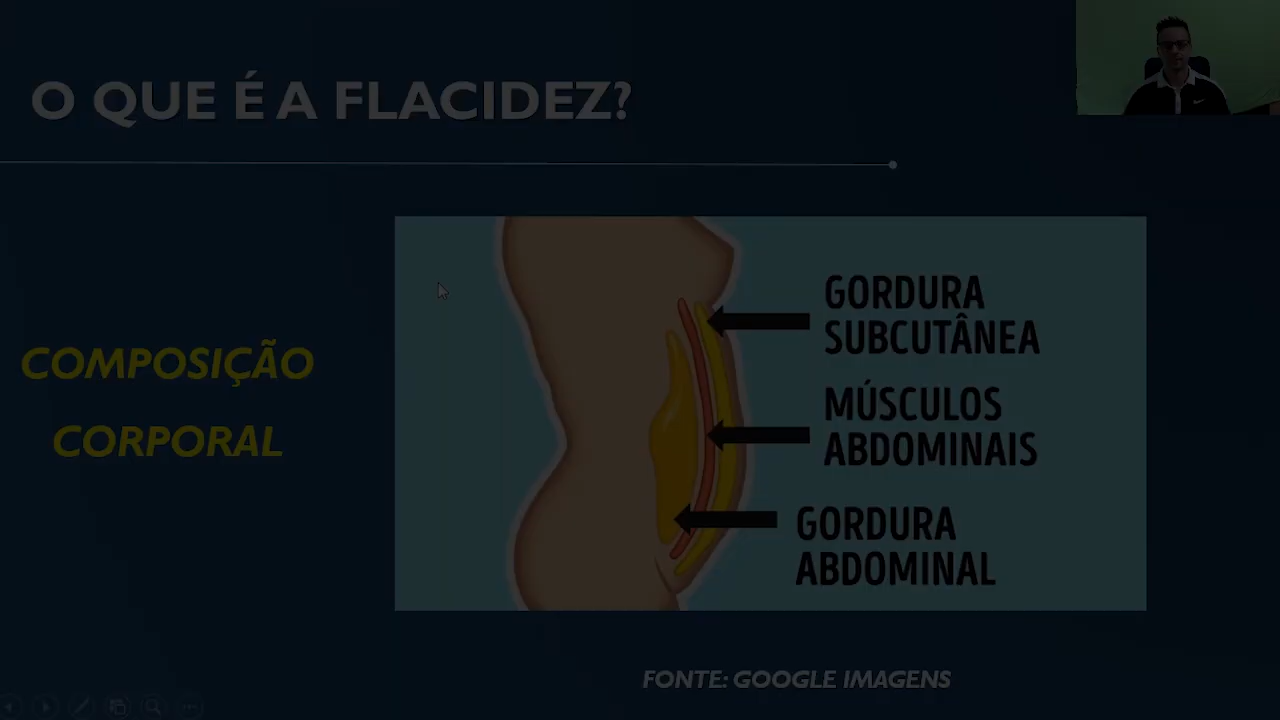 O QUE É A FLACIDEZ?
COMPOSIÇÃO
CORPORAL
GORDURA
SUBCUTÂNEA
MÚSCULOS
ABDOMINAIS
GORDURA
ABDOMINAL
FONTE: GOOGLE IMAGENS